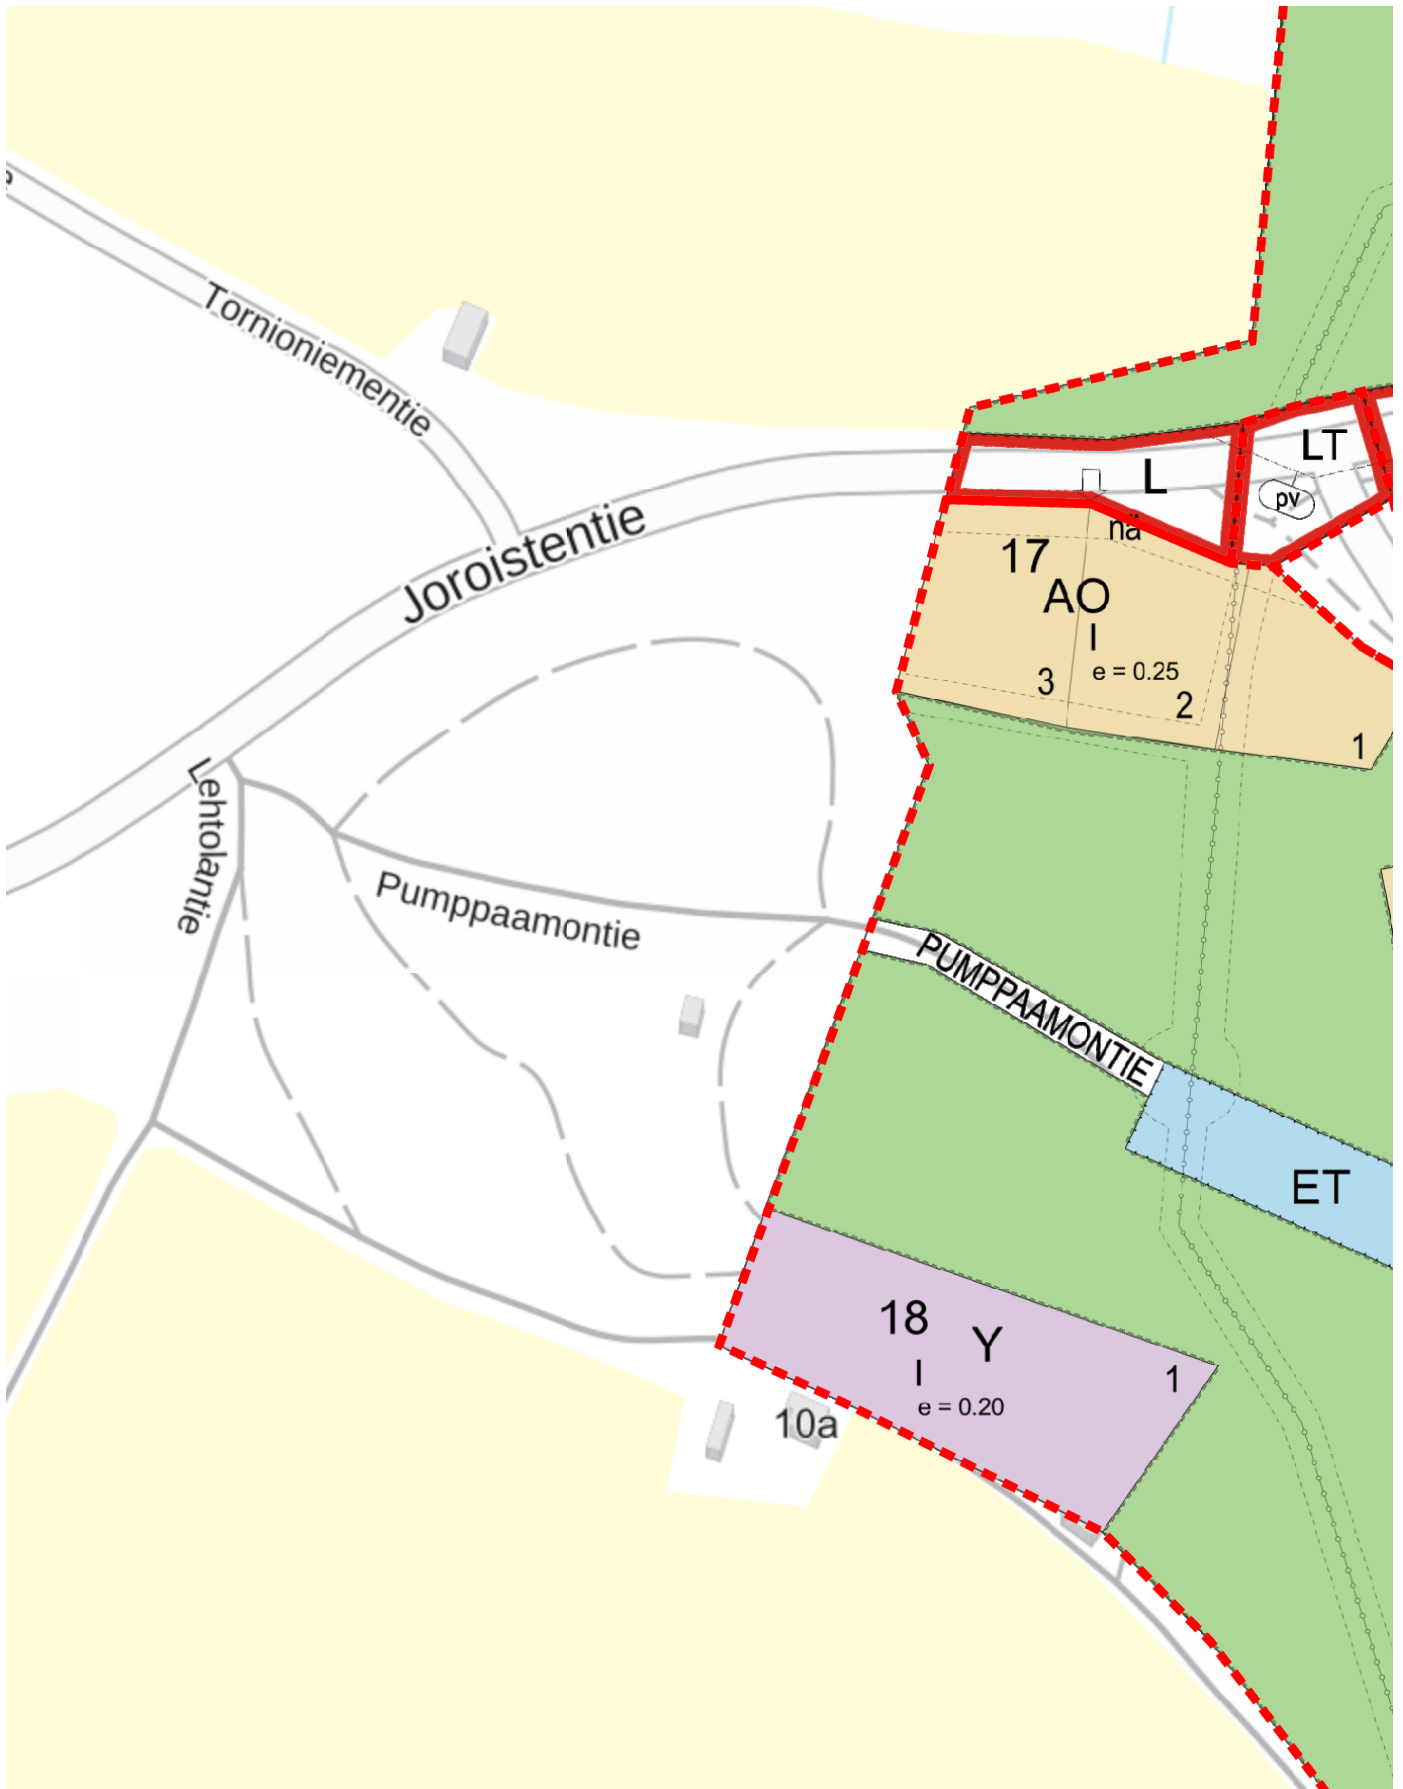 Tornioniementie
LT
L
pv
nä
Joroistentie
17
AO
I
e = 0.25
3
2
1
Lehtolantie
Pumppaamontie
PUMPPAAMONTIE
ET
18
Y
I
1
e = 0.20
10a